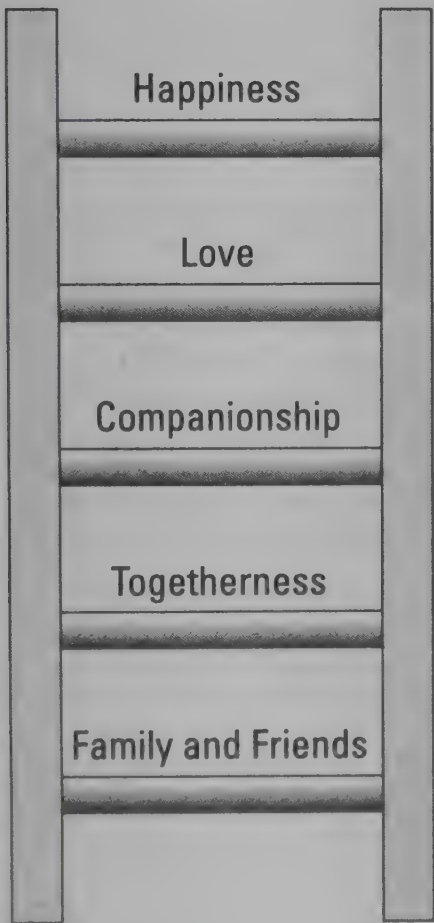 Happiness
Love
Companionship
Togetherness
Family and Friends